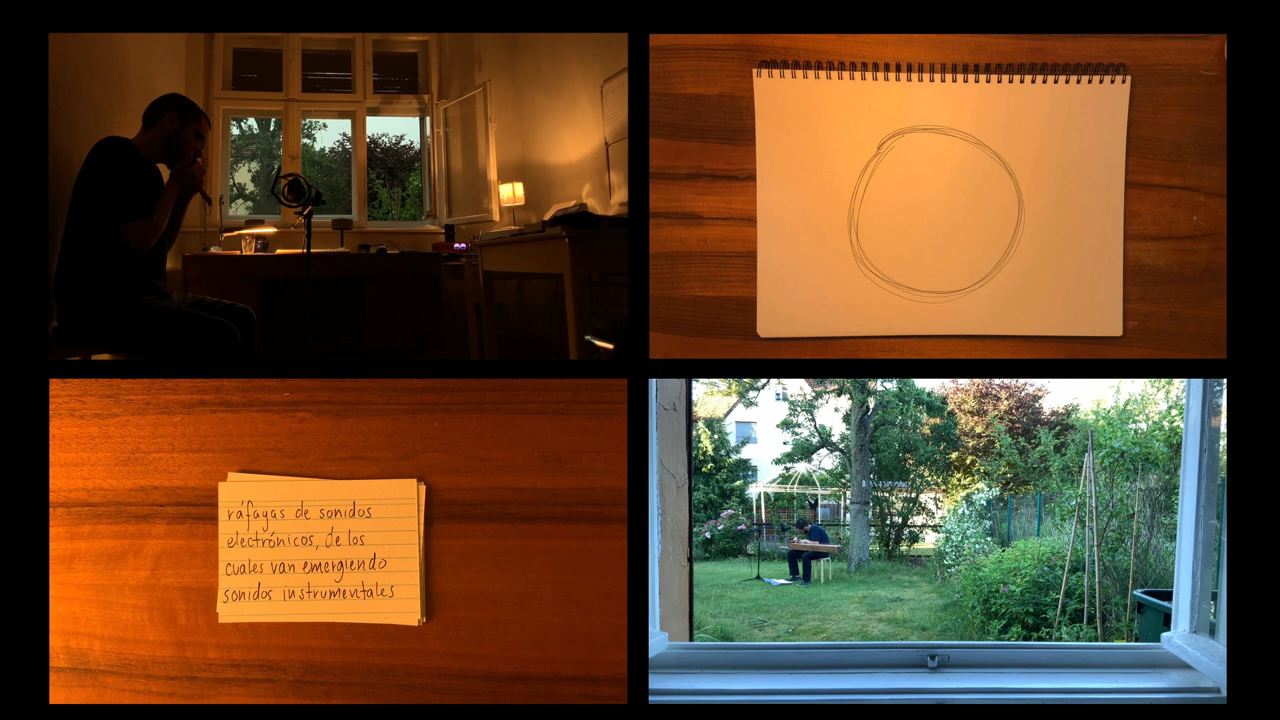 ráfagas de sonidos
electrónicos, de los
cuales van emergiendo
sonidos instrumentales